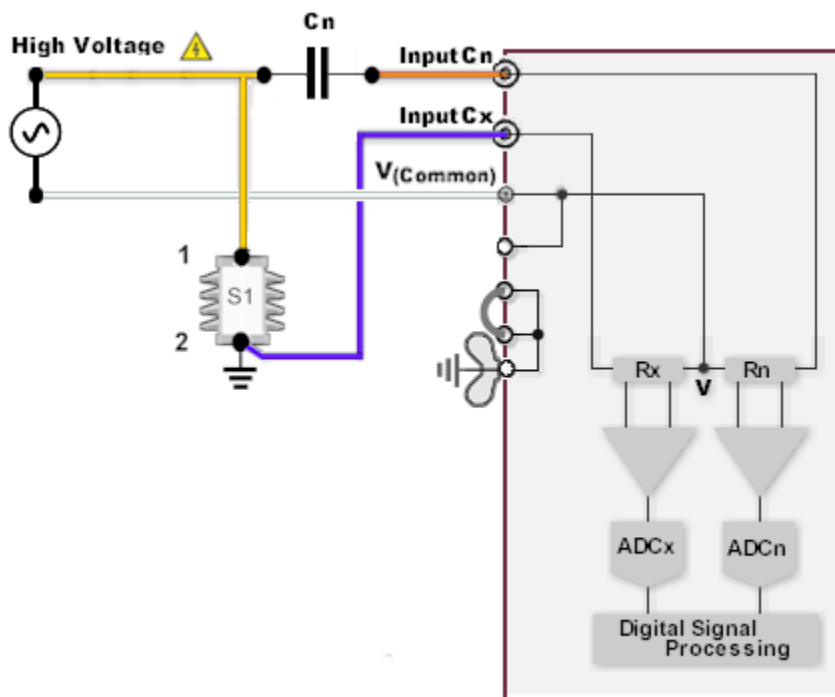 Cn
High Voltage
Input Cn
Input Cx
V(Common)
1
S1
2
Rx
V
Rn
ADCx
ADCn
Digital Signal
Processing